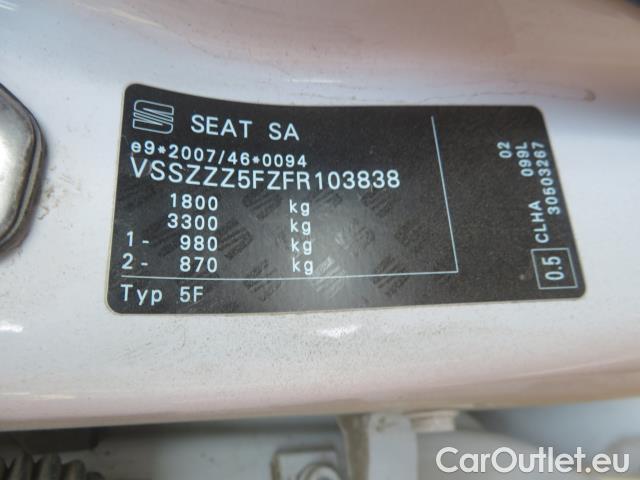 SEAT SA
e9*2007/46*0094
VSSZZZ5FZFR103838
1800 kg
3300 kg
1- 980 kg
2- 870 kg
Typ 5F
02
CLHA 099L
30503267
0.5
CarOutlet.eu